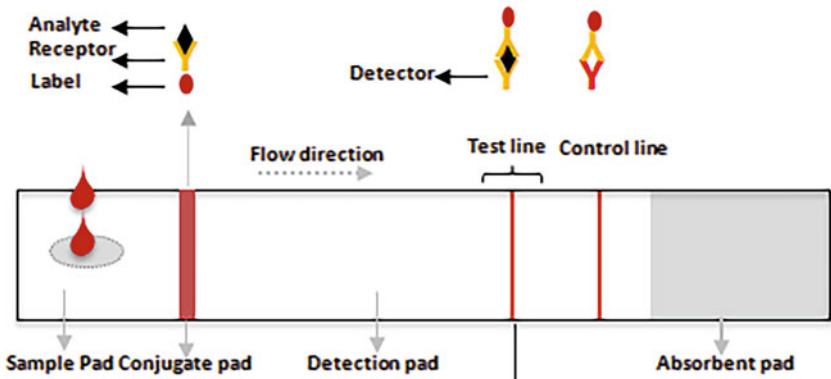 Analyte
Receptor
Label
Detector
Flow direction
Test line
Control line
Sample Pad
Conjugate pad
Detection pad
Absorbent pad